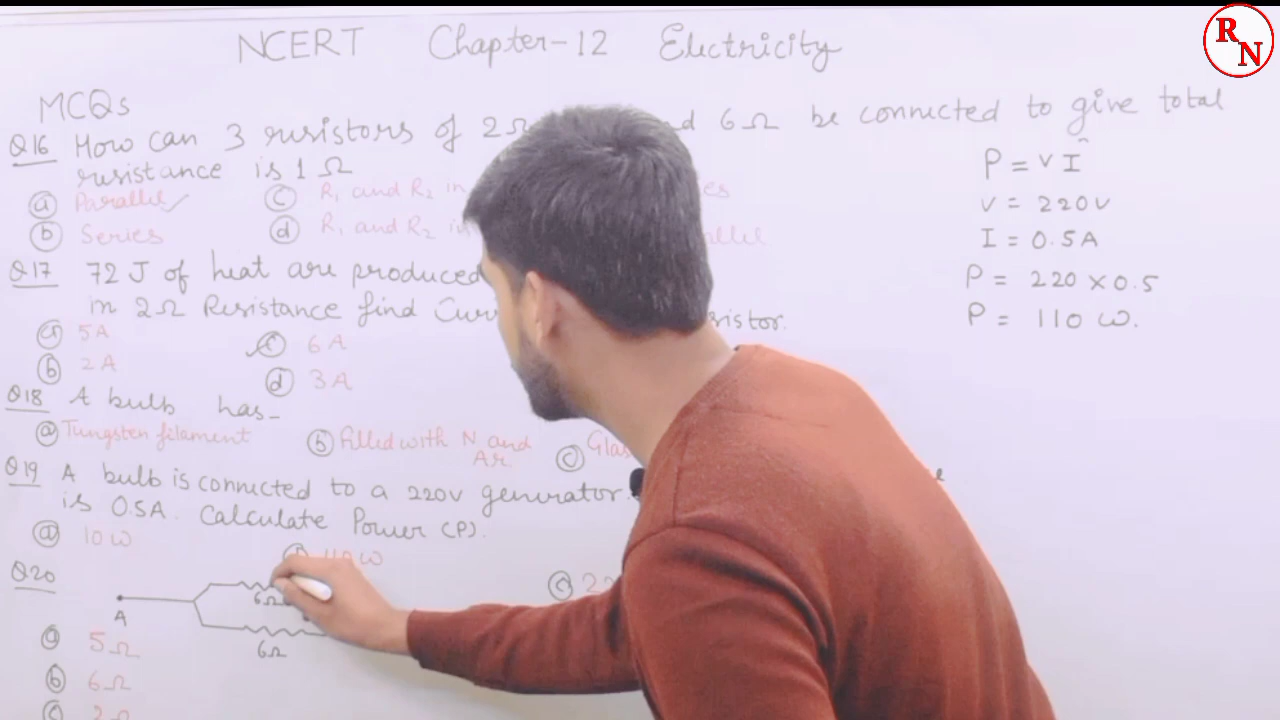 R N
NCERT Chapter-12 Electricity
MCQs
Q16 How can 3 resistors of 2Ω 6Ω be connected to give total
resistance is 1Ω
(a) Parallel ✓ (c) R₁ and R₂ in
(b) Series (d) R₁ and R₂ in
Q17 72 J of heat are produced
in 2Ω Resistance find
(a) 5A (c) 6A
(b) 2A (d) 3A
Q18 A bulb has-
(a) Tungsten filament (b) Filled with N and Ar. (c)
Q19 A bulb is connected to a 220V generator.
is 0.5A. Calculate Power (P).
(a) 10 W 110 W (c)
Q20
A 6Ω
6Ω
(a) 5Ω
(b) 6Ω
(c) 2Ω
P = V I
V = 220V
I = 0.5A
P = 220 × 0.5
P = 110 W.